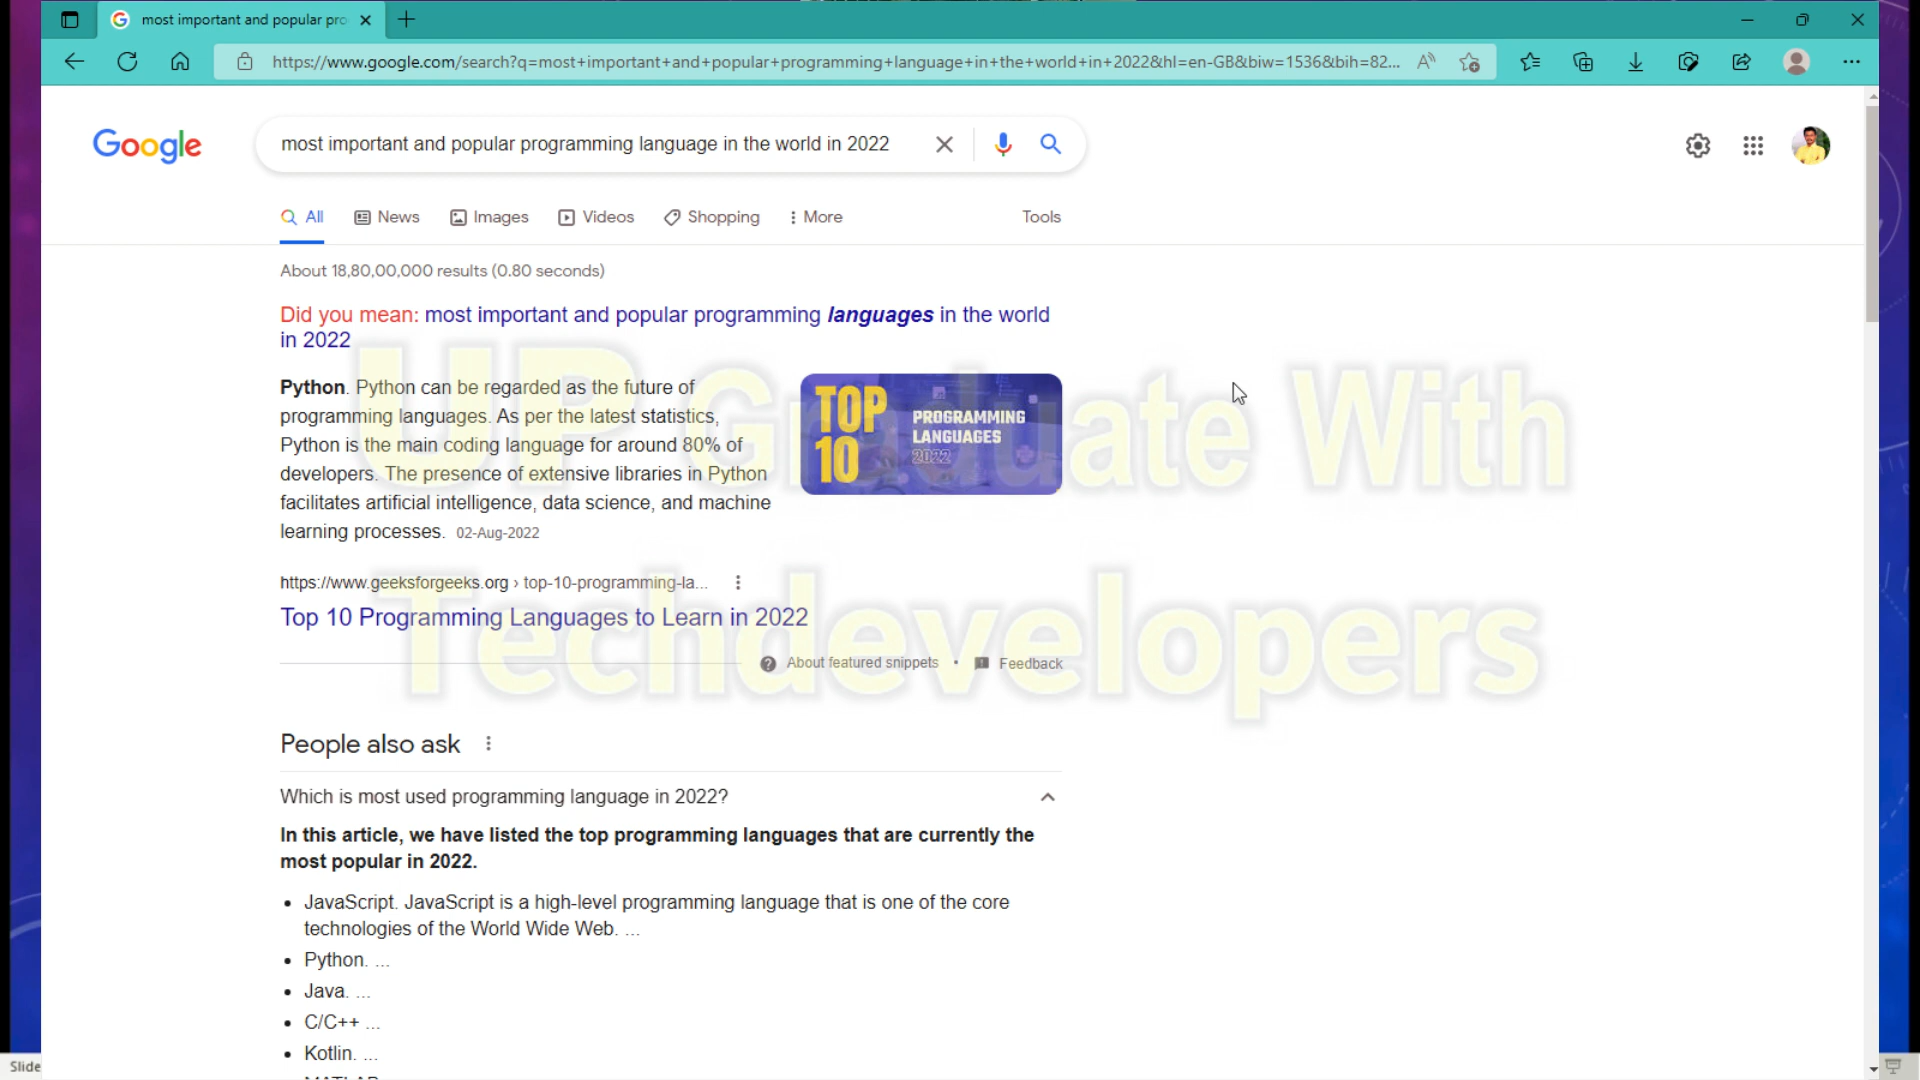 most important and popular pro
https://www.google.com/search?q=most+important+and+popular+programming+language+in+the+world+in+2022&hl=en-GB&biw=1536&bih=82...
Google
most important and popular programming language in the world in 2022
All News Images Videos Shopping More Tools
About 18,80,00,000 results (0.80 seconds)
Did you mean: most important and popular programming languages in the world
in 2022
Python. Python can be regarded as the future of
programming languages. As per the latest statistics,
Python is the main coding language for around 80% of
developers. The presence of extensive libraries in Python
facilitates artificial intelligence, data science, and machine
learning processes. 02-Aug-2022
TOP
10
PROGRAMMING
LANGUAGES
2022
UP Graduate With
Techdevelopers
https://www.geeksforgeeks.org › top-10-programming-la...
Top 10 Programming Languages to Learn in 2022
About featured snippets • Feedback
People also ask
Which is most used programming language in 2022?
In this article, we have listed the top programming languages that are currently the
most popular in 2022.
• JavaScript. JavaScript is a high-level programming language that is one of the core
technologies of the World Wide Web. ...
• Python. ...
• Java. ...
• C/C++ ...
• Kotlin. ...
Slide